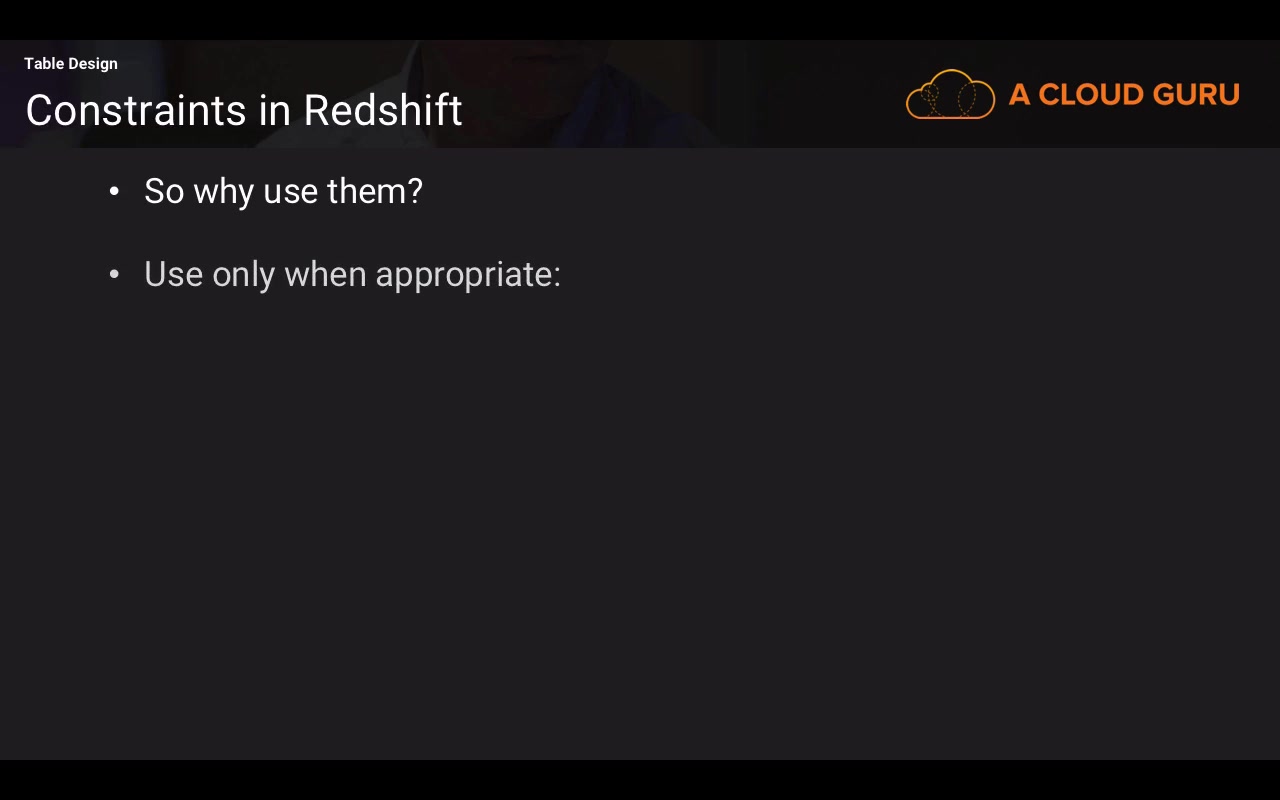 Table Design
Constraints in Redshift
A CLOUD GURU
• So why use them?
• Use only when appropriate: